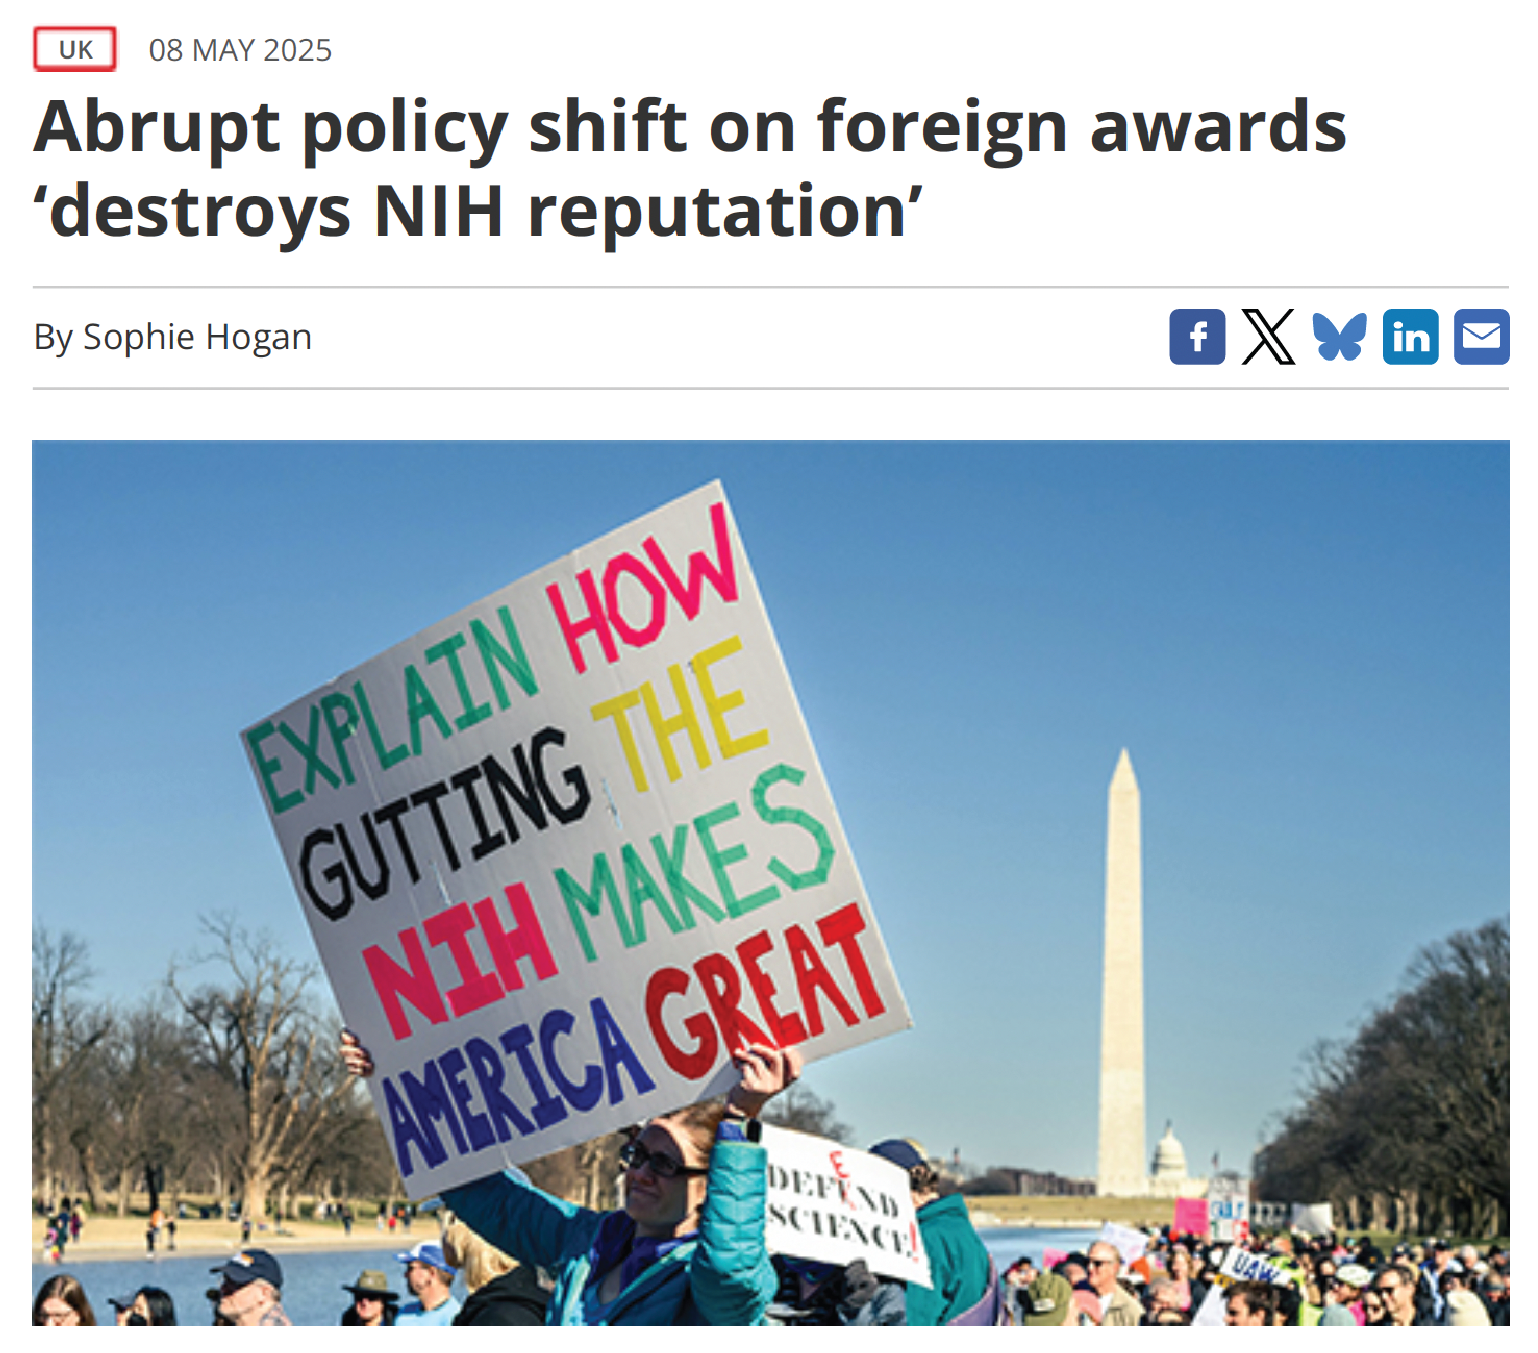 UK 08 MAY 2025
Abrupt policy shift on foreign awards
‘destroys NIH reputation’
By Sophie Hogan
f X in
EXPLAIN HOW
GUTTING THE
NIH MAKES
AMERICA GREAT
DEFEND
SCIENCE!
UAW